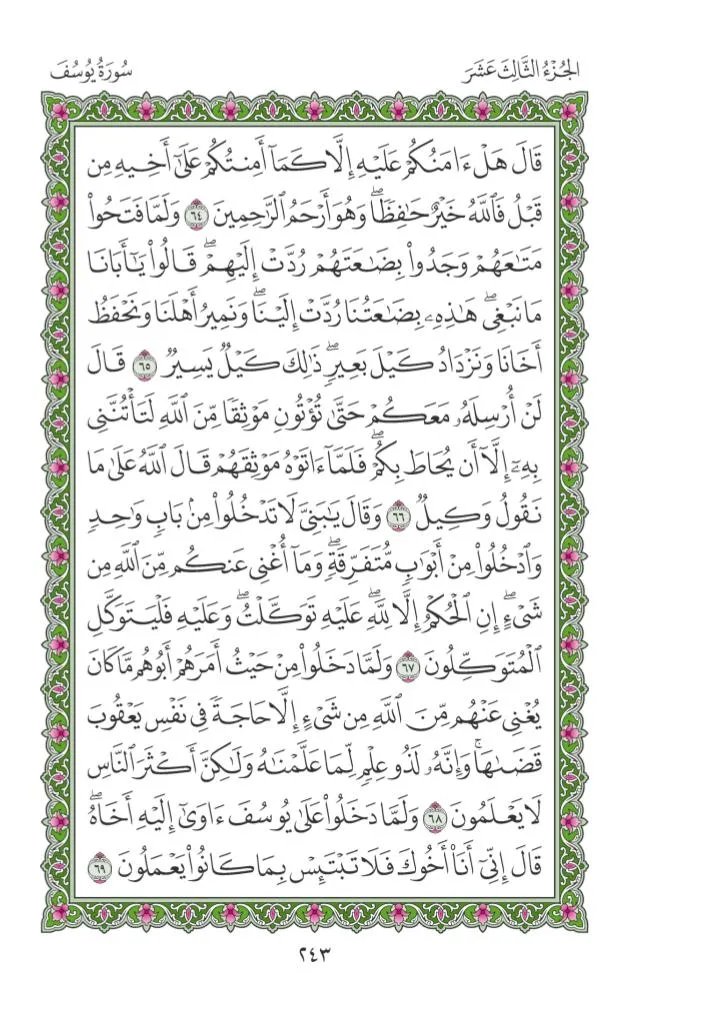 الجُزْءُ الثَّالِثَ عَشَرَ
سُورَةُ يُوسُفَ
قَالَ هَلْ ءَامَنُكُمْ عَلَيْهِ إِلَّا كَمَآ أَمِنتُكُمْ عَلَىٰٓ أَخِيهِ مِن
قَبْلُ فَٱللَّهُ خَيْرٌ حَٰفِظًاۖ وَهُوَ أَرْحَمُ ٱلرَّٰحِمِينَ ٦٤ وَلَمَّا فَتَحُوا۟
مَتَٰعَهُمْ وَجَدُوا۟ بِضَٰعَتَهُمْ رُدَّتْ إِلَيْهِمْۖ قَالُوا۟ يَٰٓأَبَانَا
مَا نَبْغِىۖ هَٰذِهِۦ بِضَٰعَتُنَا رُدَّتْ إِلَيْنَاۖ وَنَمِيرُ أَهْلَنَا وَنَحْفَظُ
أَخَانَا وَنَزْدَادُ كَيْلَ بَعِيرٍۖ ذَٰلِكَ كَيْلٌ يَسِيرٌ ٦٥ قَالَ
لَنْ أُرْسِلَهُۥ مَعَكُمْ حَتَّىٰ تُؤْتُونِ مَوْثِقًا مِّنَ ٱللَّهِ لَتَأْتُنَّنِى
بِهِۦٓ إِلَّآ أَن يُحَاطَ بِكُمْۖ فَلَمَّآ ءَاتَوْهُ مَوْثِقَهُمْ قَالَ ٱللَّهُ عَلَىٰ مَا
نَقُولُ وَكِيلٌ ٦٦ وَقَالَ يَٰبَنِىَّ لَا تَدْخُلُوا۟ مِنۢ بَابٍ وَٰحِدٍ
وَٱدْخُلُوا۟ مِنْ أَبْوَٰبٍ مُّتَفَرِّقَةٍۖ وَمَآ أُغْنِى عَنكُم مِّنَ ٱللَّهِ مِن
شَىْءٍۖ إِنِ ٱلْحُكْمُ إِلَّا لِلَّهِۖ عَلَيْهِ تَوَكَّلْتُۖ وَعَلَيْهِ فَلْيَتَوَكَّلِ
ٱلْمُتَوَكِّلُونَ ٦٧ وَلَمَّا دَخَلُوا۟ مِنْ حَيْثُ أَمَرَهُمْ أَبُوهُم مَّا كَانَ
يُغْنِى عَنْهُم مِّنَ ٱللَّهِ مِن شَىْءٍ إِلَّا حَاجَةً فِى نَفْسِ يَعْقُوبَ
قَضَىٰهَاۚ وَإِنَّهُۥ لَذُو عِلْمٍ لِّمَا عَلَّمْنَٰهُ وَلَٰكِنَّ أَكْثَرَ ٱلنَّاسِ
لَا يَعْلَمُونَ ٦٨ وَلَمَّا دَخَلُوا۟ عَلَىٰ يُوسُفَ ءَاوَىٰٓ إِلَيْهِ أَخَاهُۖ
قَالَ إِنِّىٓ أَنَا۠ أَخُوكَ فَلَا تَبْتَئِسْ بِمَا كَانُوا۟ يَعْمَلُونَ ٦٩
٢٤٣